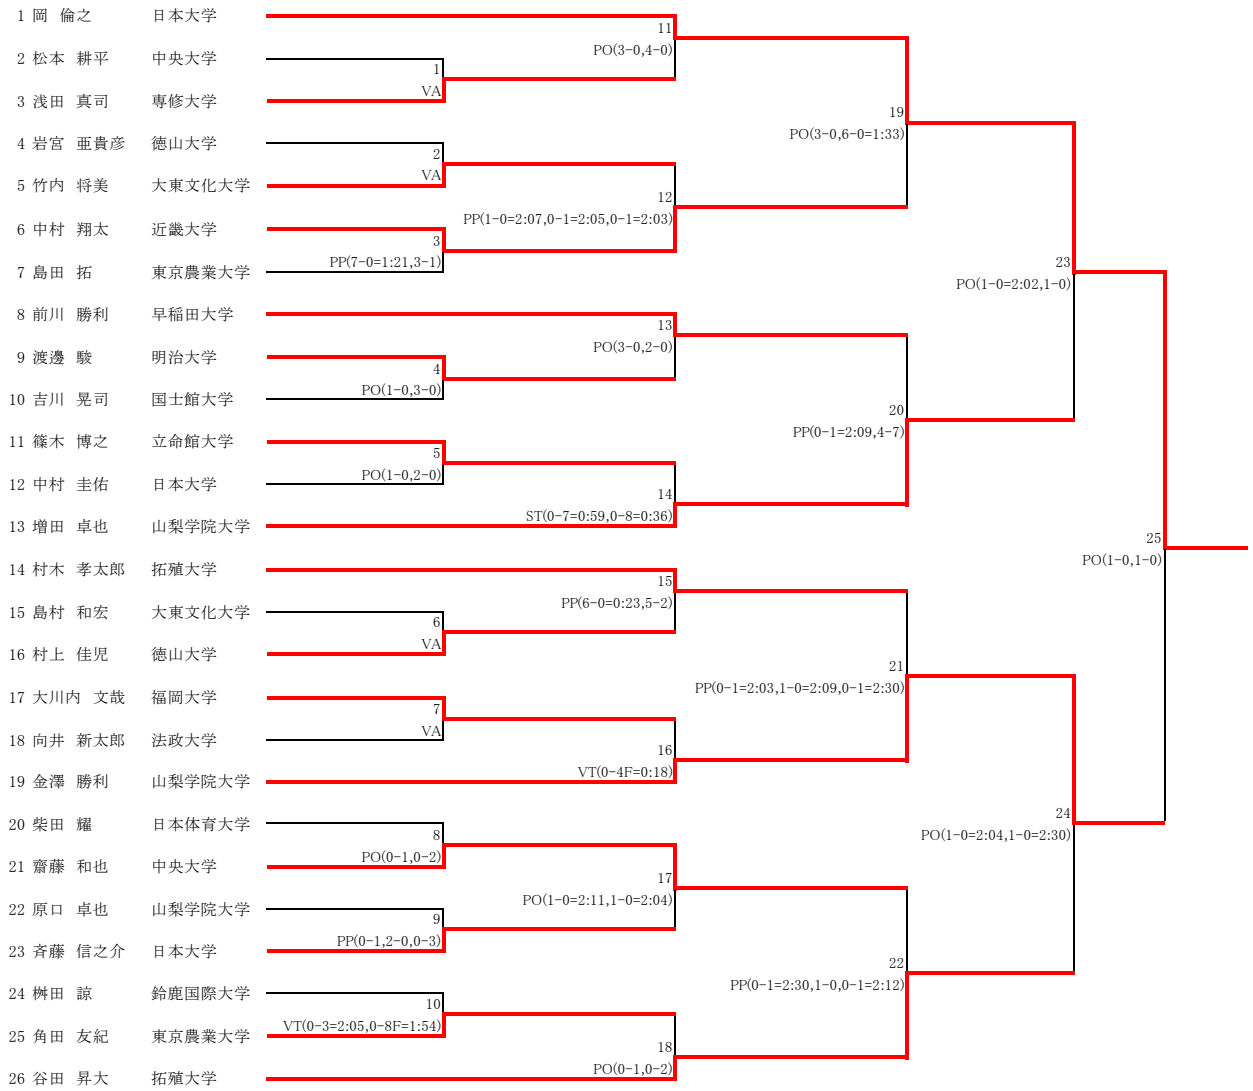 1 岡 倫之 日本大学
11
PO(3-0,4-0)
2 松本 耕平 中央大学
1
VA
3 浅田 真司 専修大学
19
PO(3-0,6-0=1:33)
4 岩宮 亜貴彦 徳山大学
2
VA
5 竹内 将美 大東文化大学
12
PP(1-0=2:07,0-1=2:05,0-1=2:03)
6 中村 翔太 近畿大学
3
PP(7-0=1:21,3-1)
7 島田 拓 東京農業大学
23
PO(1-0=2:02,1-0)
8 前川 勝利 早稲田大学
13
PO(3-0,2-0)
9 渡邊 駿 明治大学
4
PO(1-0,3-0)
10 吉川 晃司 国士館大学
20
PP(0-1=2:09,4-7)
11 篠木 博之 立命館大学
5
PO(1-0,2-0)
12 中村 圭佑 日本大学
14
ST(0-7=0:59,0-8=0:36)
13 増田 卓也 山梨学院大学
25
PO(1-0,1-0)
14 村木 孝太郎 拓殖大学
15
PP(6-0=0:23,5-2)
15 島村 和宏 大東文化大学
6
VA
16 村上 佳児 徳山大学
21
PP(0-1=2:03,1-0=2:09,0-1=2:30)
17 大川内 文哉 福岡大学
7
VA
18 向井 新太郎 法政大学
16
VT(0-4F=0:18)
19 金澤 勝利 山梨学院大学
24
PO(1-0=2:04,1-0=2:30)
20 柴田 耀 日本体育大学
8
PO(0-1,0-2)
21 齋藤 和也 中央大学
17
PO(1-0=2:11,1-0=2:04)
22 原口 卓也 山梨学院大学
9
PP(0-1,2-0,0-3)
23 斉藤 信之介 日本大学
22
PP(0-1=2:30,1-0,0-1=2:12)
24 桝田 諒 鈴鹿国際大学
10
VT(0-3=2:05,0-8F=1:54)
25 角田 友紀 東京農業大学
18
PO(0-1,0-2)
26 谷田 昇大 拓殖大学